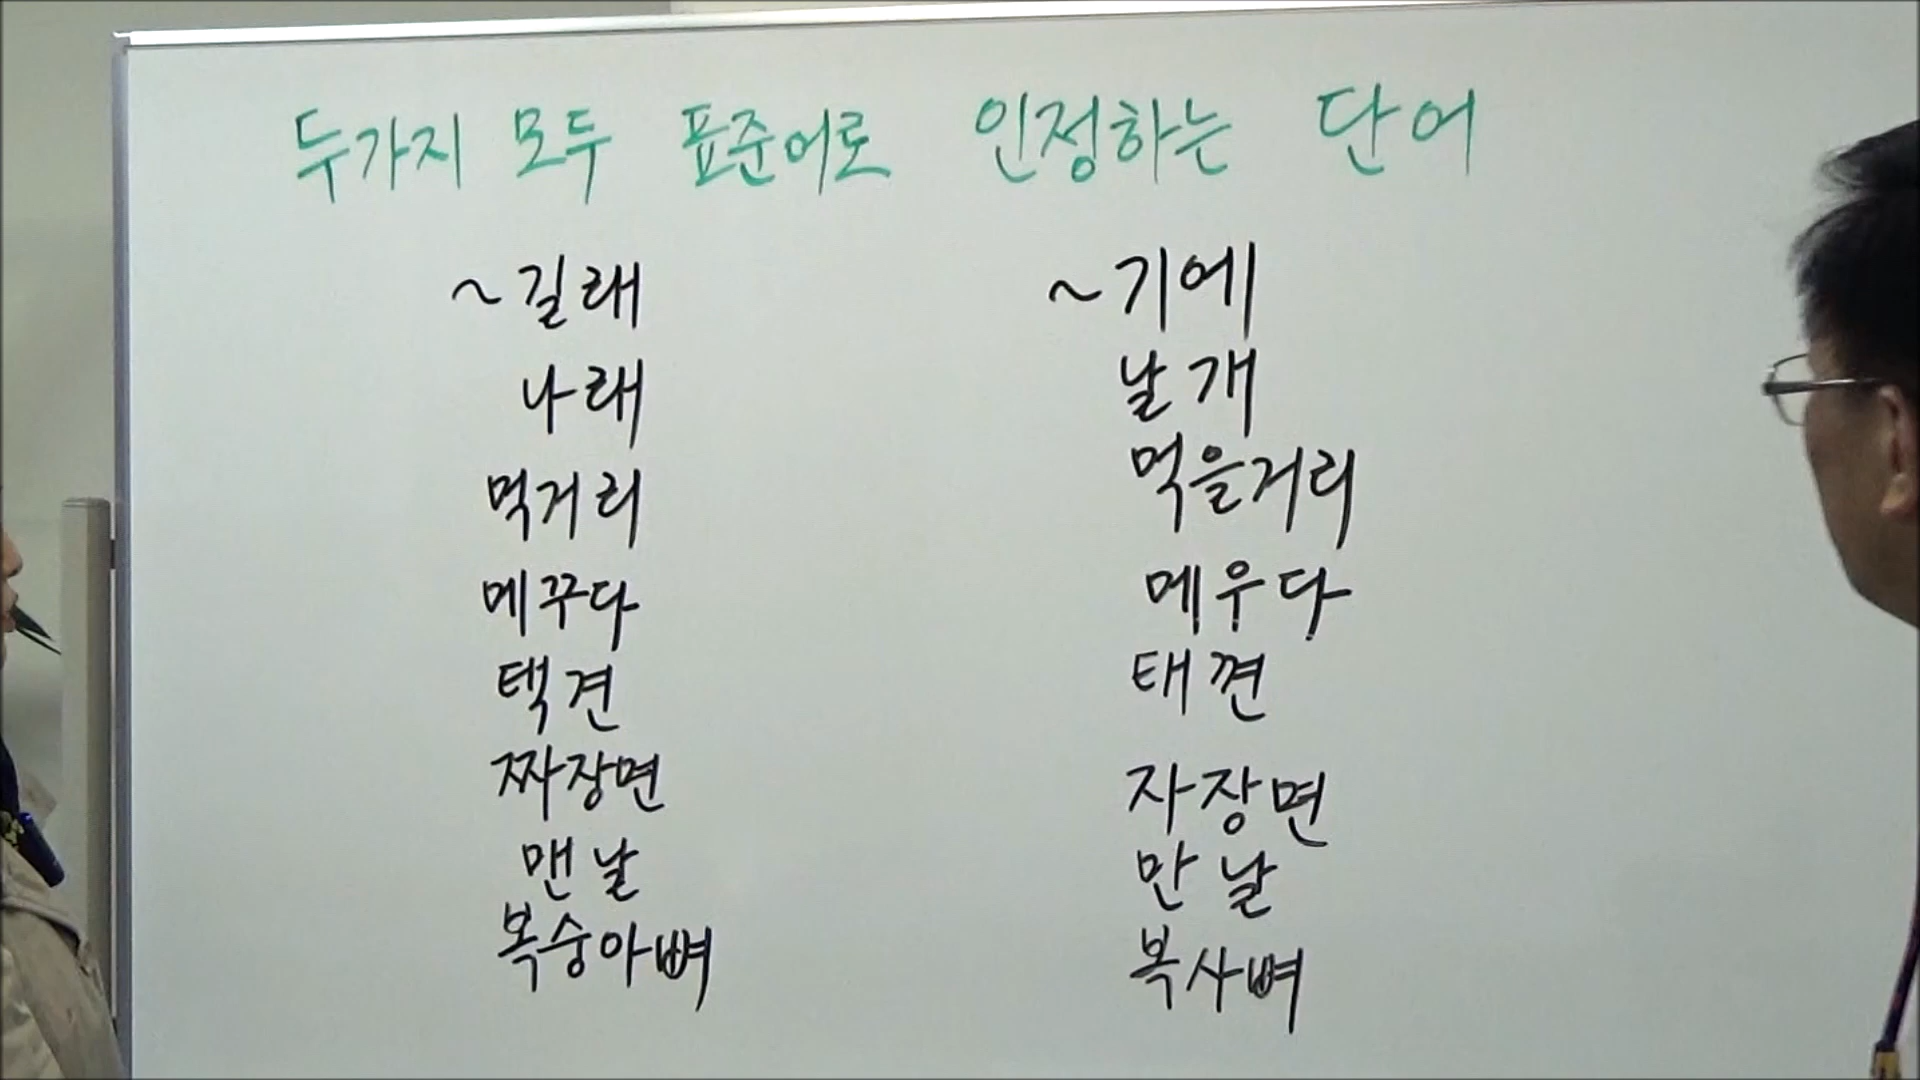 두가지 모두 표준어로 인정하는 단어
~길래 ~기에
나래 날개
먹거리 먹을거리
메꾸다 메우다
택견 태껸
짜장면 자장면
맨날 만날
복숭아뼈 복사뼈